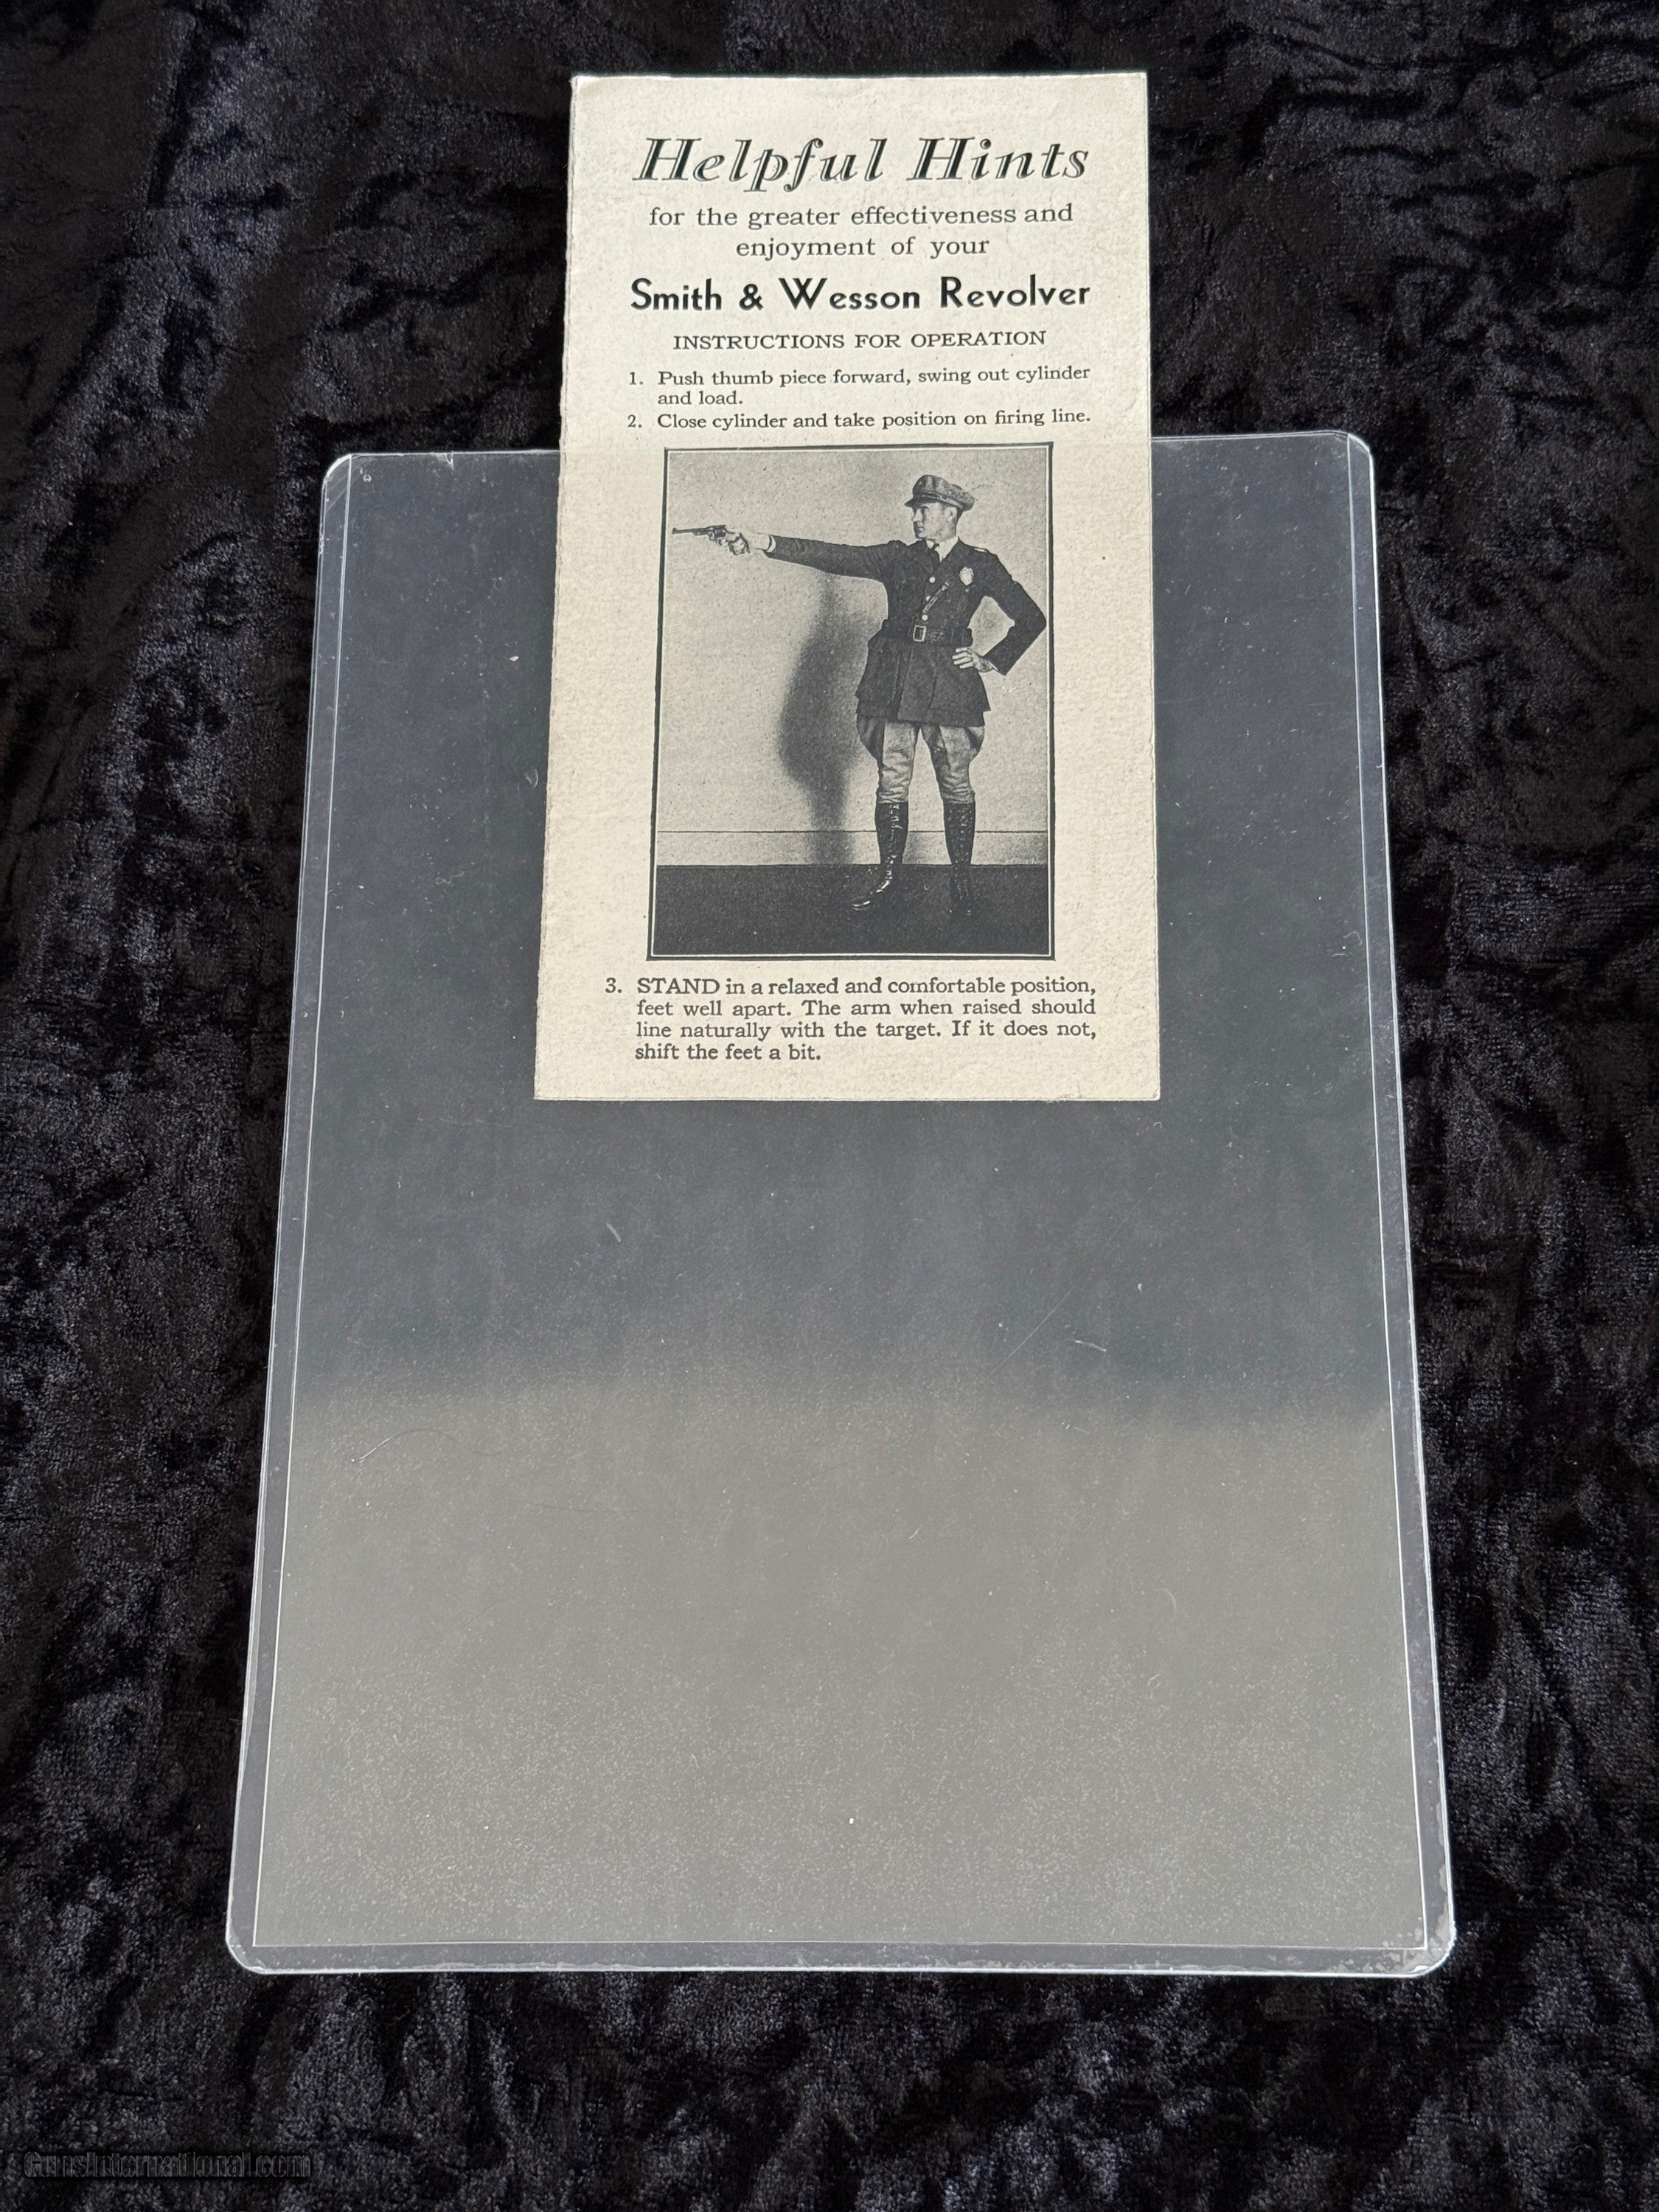 Helpful Hints
for the greater effectiveness and
enjoyment of your
Smith & Wesson Revolver
INSTRUCTIONS FOR OPERATION
1. Push thumb piece forward, swing out cylinder
and load.
2. Close cylinder and take position on firing line.
3. STAND in a relaxed and comfortable position,
feet well apart. The arm when raised should
line naturally with the target. If it does not,
shift the feet a bit.
GunsInternational.com